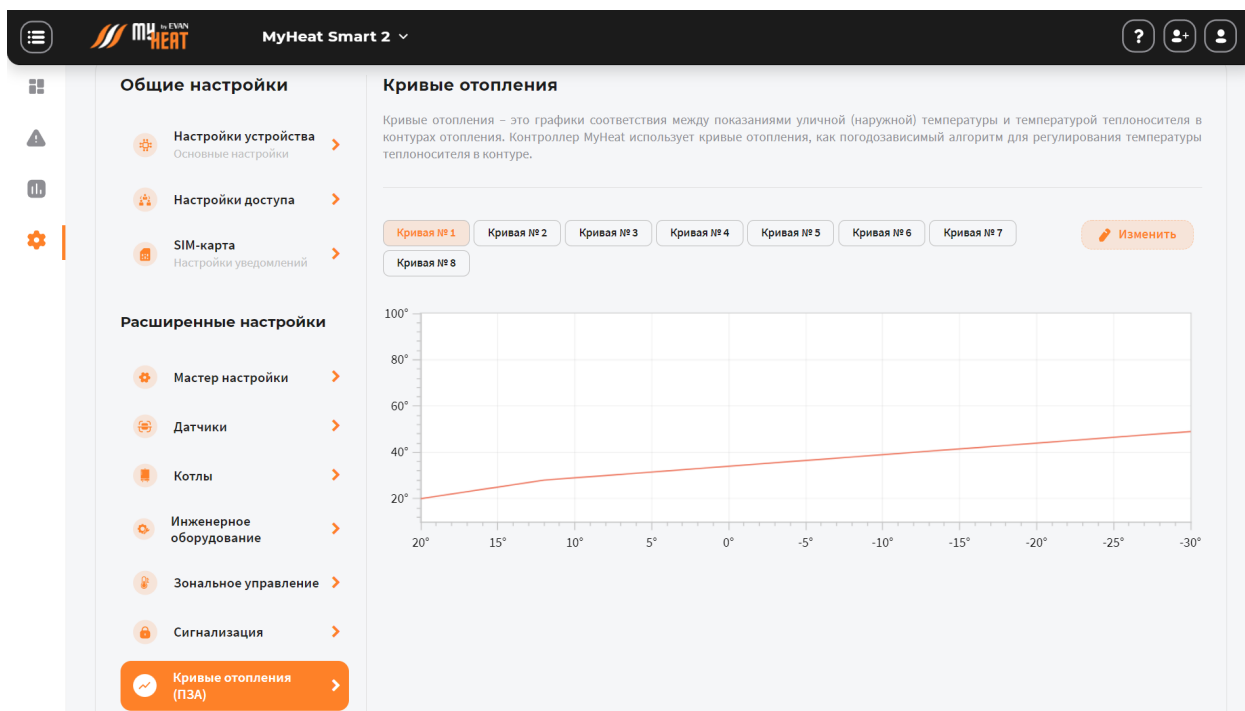 MY by EVAN
HEAT
MyHeat Smart 2
?
Общие настройки
Настройки устройства
Основные настройки
Настройки доступа
SIM-карта
Настройки уведомлений
Расширенные настройки
Мастер настройки
Датчики
Котлы
Инженерное
оборудование
Зональное управление
Сигнализация
Кривые отопления
(ПЗА)
Кривые отопления
Кривые отопления – это графики соответствия между показаниями уличной (наружной) температуры и температурой теплоносителя в
контурах отопления. Контроллер MyHeat использует кривые отопления, как погодозависимый алгоритм для регулирования температуры
теплоносителя в контуре.
Кривая № 1 Кривая № 2 Кривая № 3 Кривая № 4 Кривая № 5 Кривая № 6 Кривая № 7
Изменить
Кривая № 8
100°
80°
60°
40°
20°
20° 15° 10° 5° 0° -5° -10° -15° -20° -25° -30°